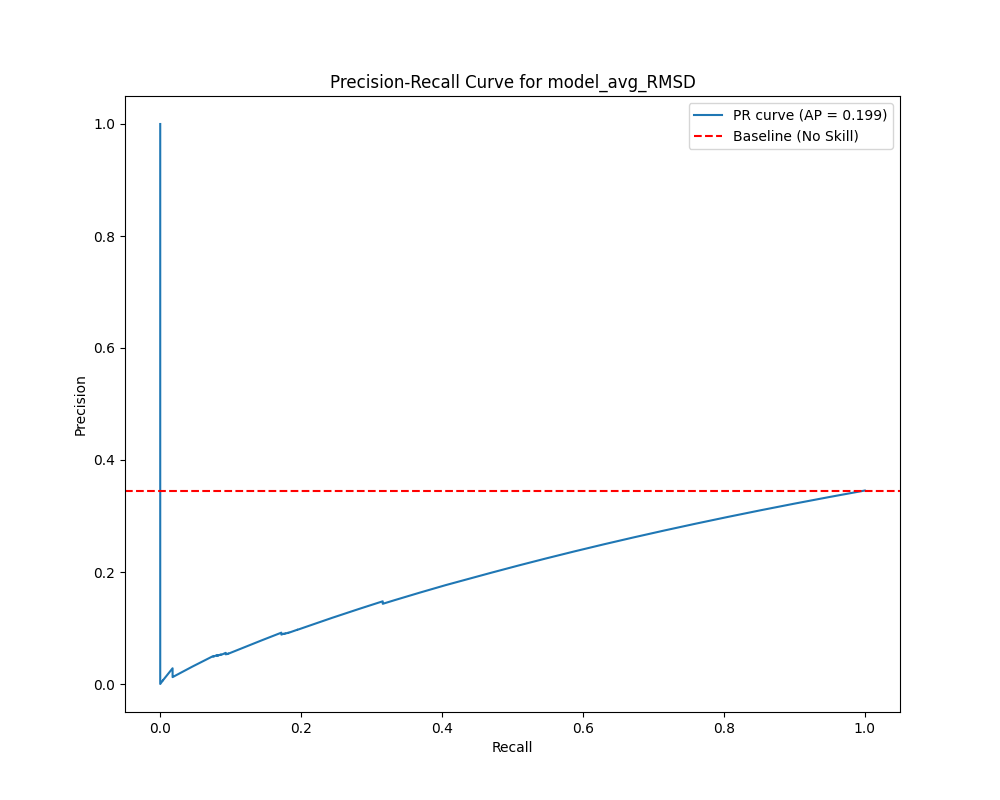 Precision-Recall Curve for model_avg_RMSD
PR curve (AP = 0.199)
Baseline (No Skill)
1.0
0.8
0.6
0.4
0.2
0.0
Precision
0.0 0.2 0.4 0.6 0.8 1.0
Recall